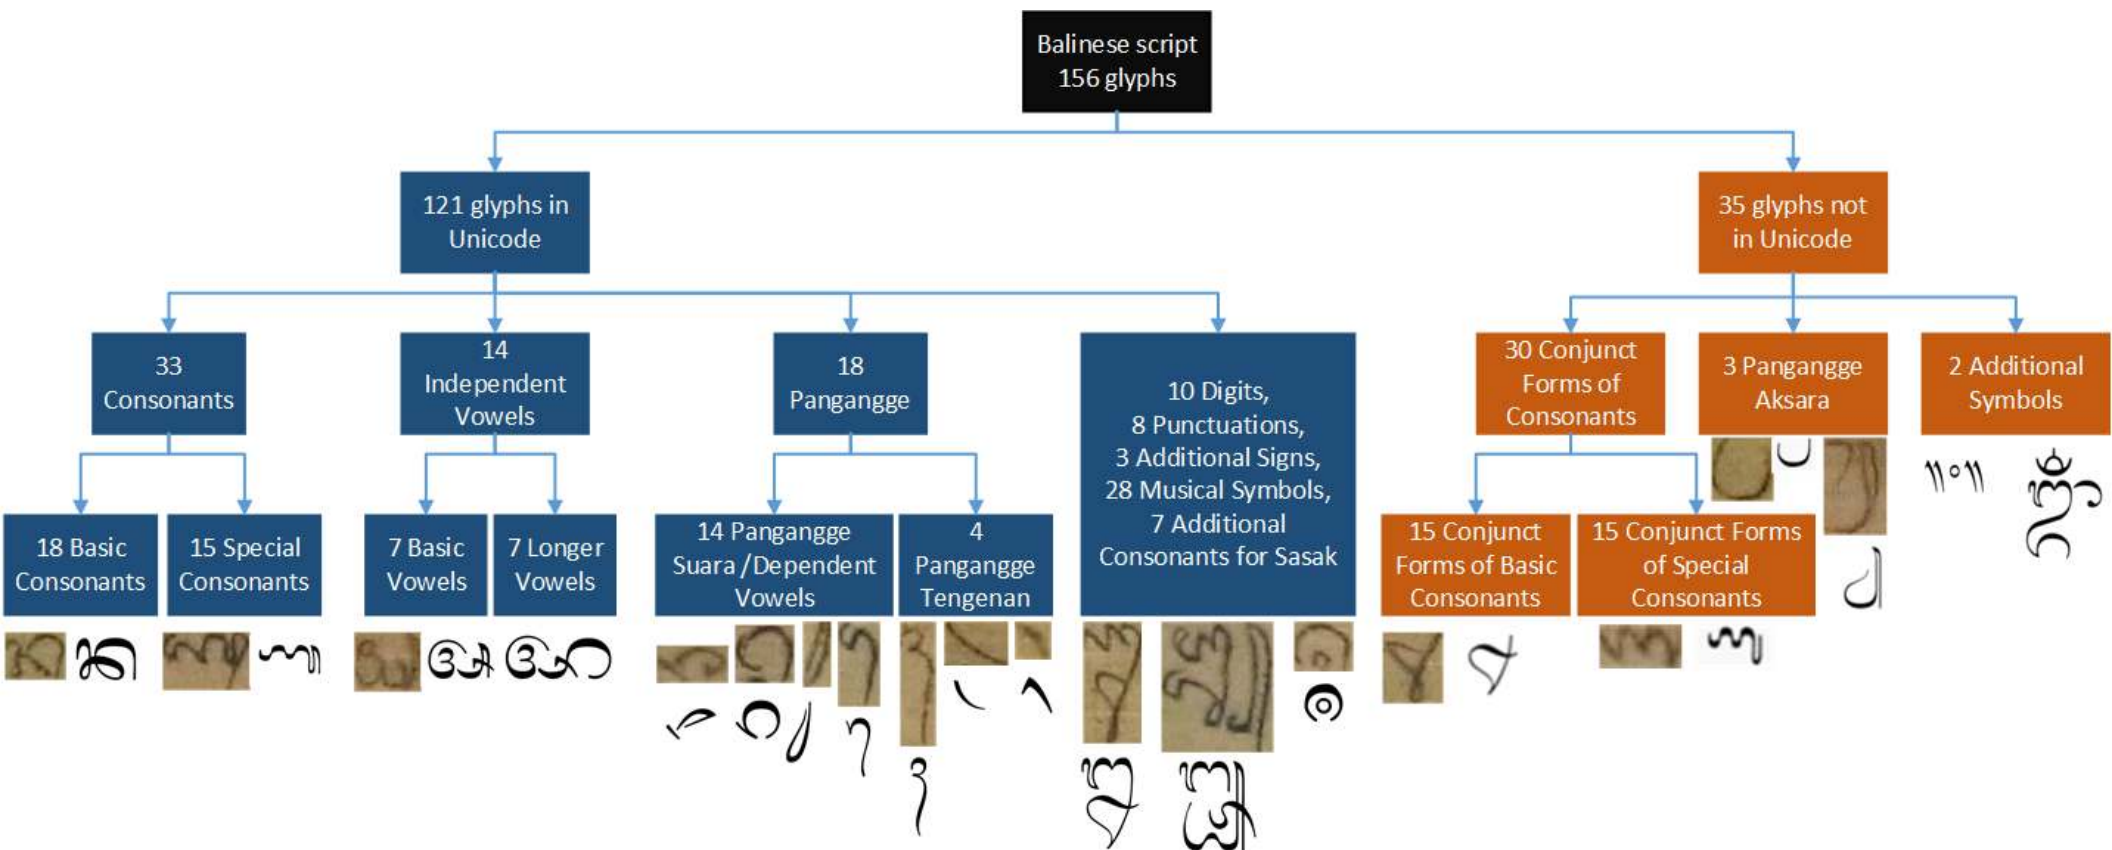 Balinese script
156 glyphs
121 glyphs in
Unicode
35 glyphs not
in Unicode
33
Consonants
14
Independent
Vowels
18
Pangangge
10 Digits,
8 Punctuations,
3 Additional Signs,
28 Musical Symbols,
7 Additional
Consonants for Sasak
30 Conjunct
Forms of
Consonants
3 Pangangge
Aksara
2 Additional
Symbols
18 Basic
Consonants
15 Special
Consonants
7 Basic
Vowels
7 Longer
Vowels
14 Pangangge
Suara /Dependent
Vowels
4
Pangangge
Tengenan
15 Conjunct
Forms of Basic
Consonants
15 Conjunct Forms
of Special
Consonants